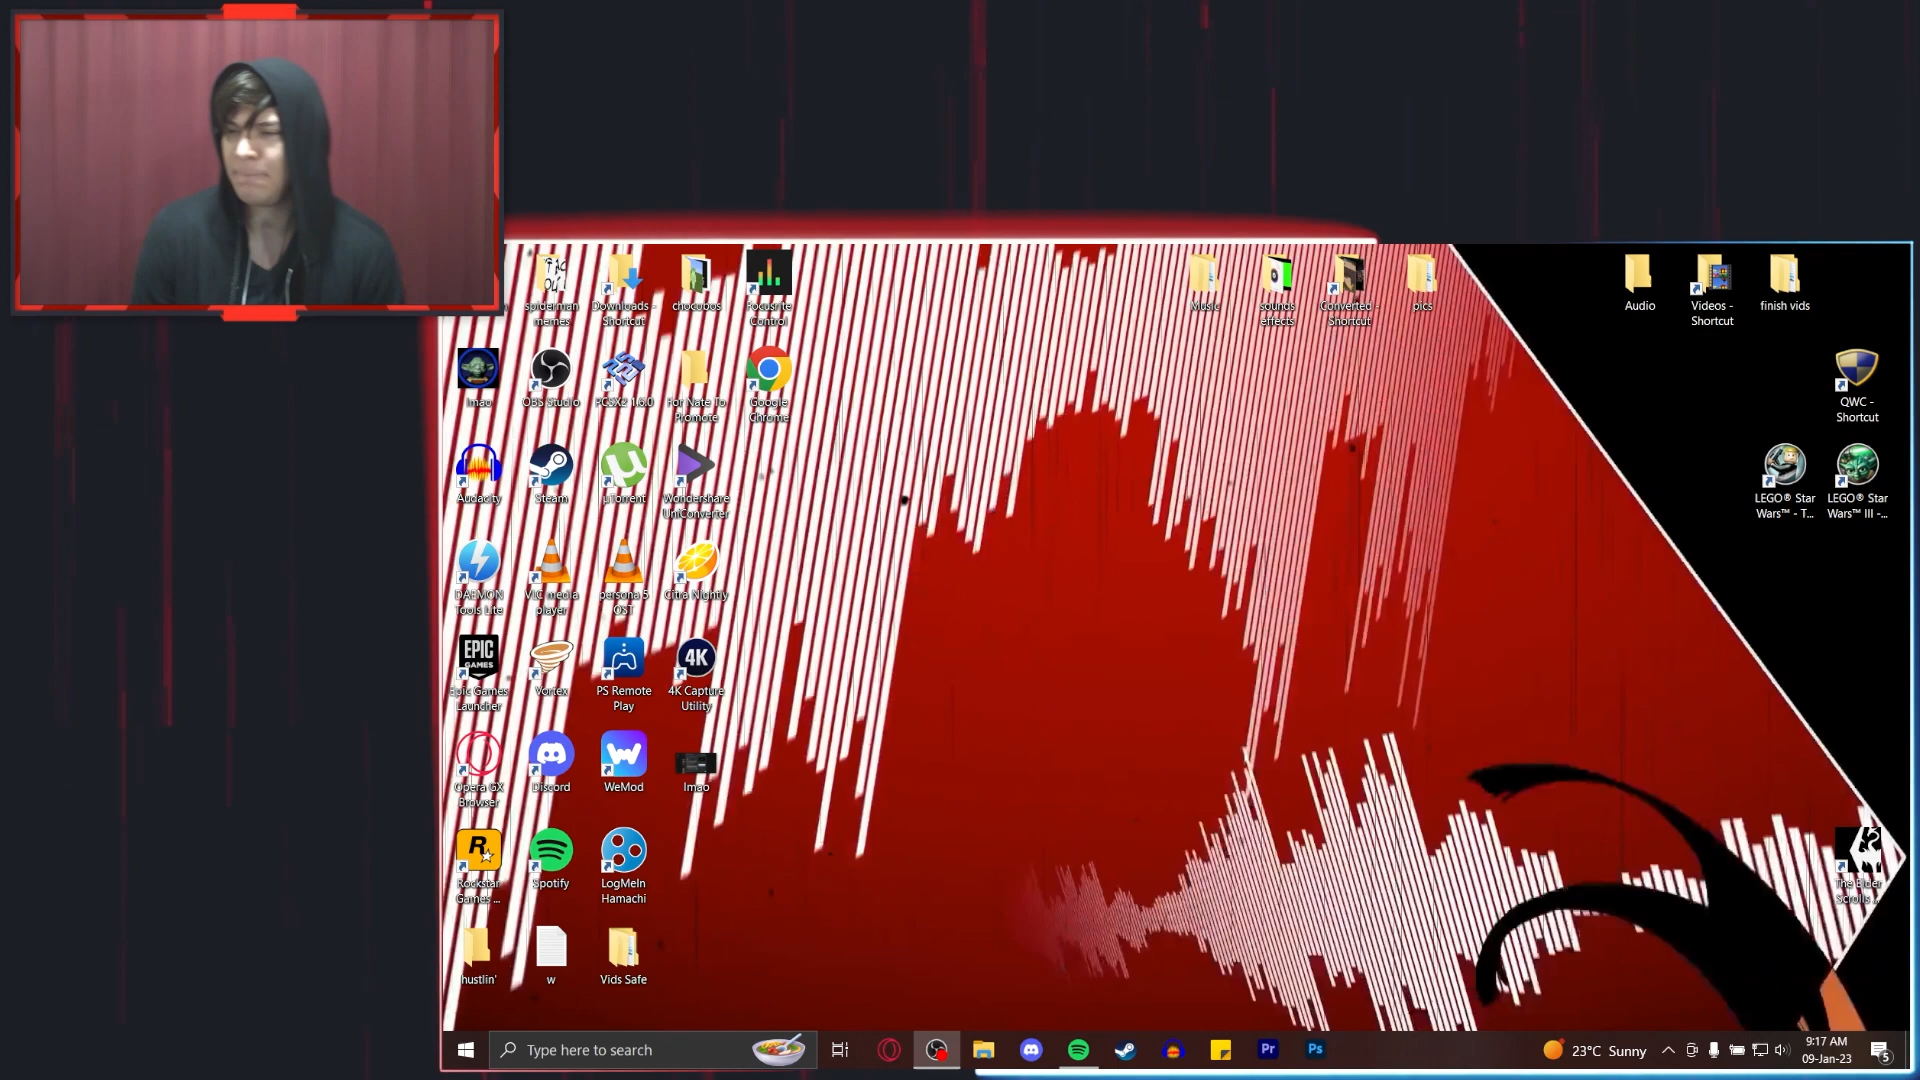 spiderman
memes
Downloads -
Shortcut
chocobos
Focusrite
Control
Music
sounds
effects
Converted -
Shortcut
pics
Audio
Videos -
Shortcut
finish vids
lmao
OBS Studio
PCSX2 1.6.0
For Nate To
Promote
Google
Chrome
QWC -
Shortcut
Audacity
Steam
µTorrent
Wondershare
UniConverter
LEGO® Star
Wars™ - T...
LEGO® Star
Wars™ III -...
DAEMON
Tools Lite
VLC media
player
persona 5
OST
Citra Nightly
EPIC
GAMES
Epic Games
Launcher
Vortex
PS Remote
Play
4K
4K Capture
Utility
Opera GX
Browser
Discord
WeMod
lmao
R
Rockstar
Games ...
Spotify
LogMeIn
Hamachi
The Elder
Scrolls ...
hustlin'
w
Vids Safe
Type here to search
Pr
Ps
23°C Sunny
9:17 AM
09-Jan-23
5